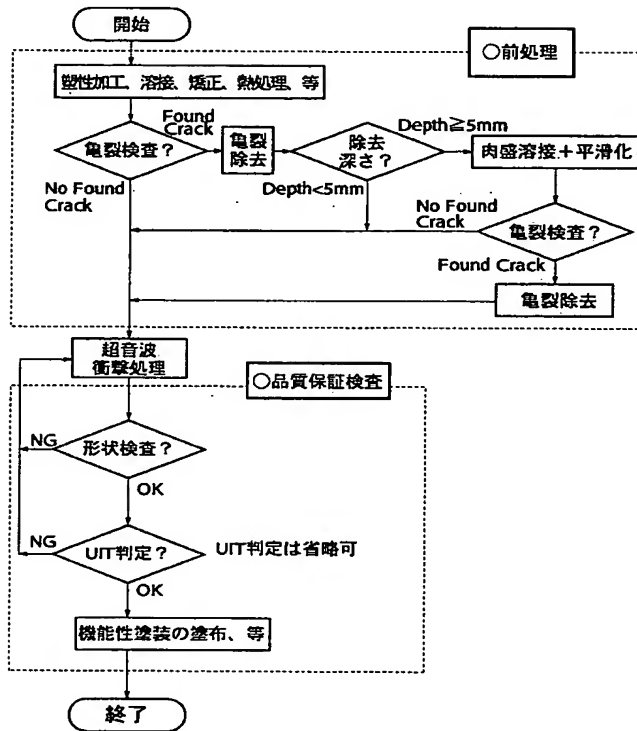 開始
○前処理
塑性加工、溶接、矯正、熱処理、等
亀裂検査？
Found
Crack
亀裂
除去
除去
深さ？
Depth≧5mm
肉盛溶接＋平滑化
No Found
Crack
Depth<5mm
No Found
Crack
亀裂検査？
Found Crack
亀裂除去
超音波
衝撃処理
○品質保証検査
NG
形状検査？
OK
NG
UIT判定？
UIT判定は省略可
OK
機能性塗装の塗布、等
終了